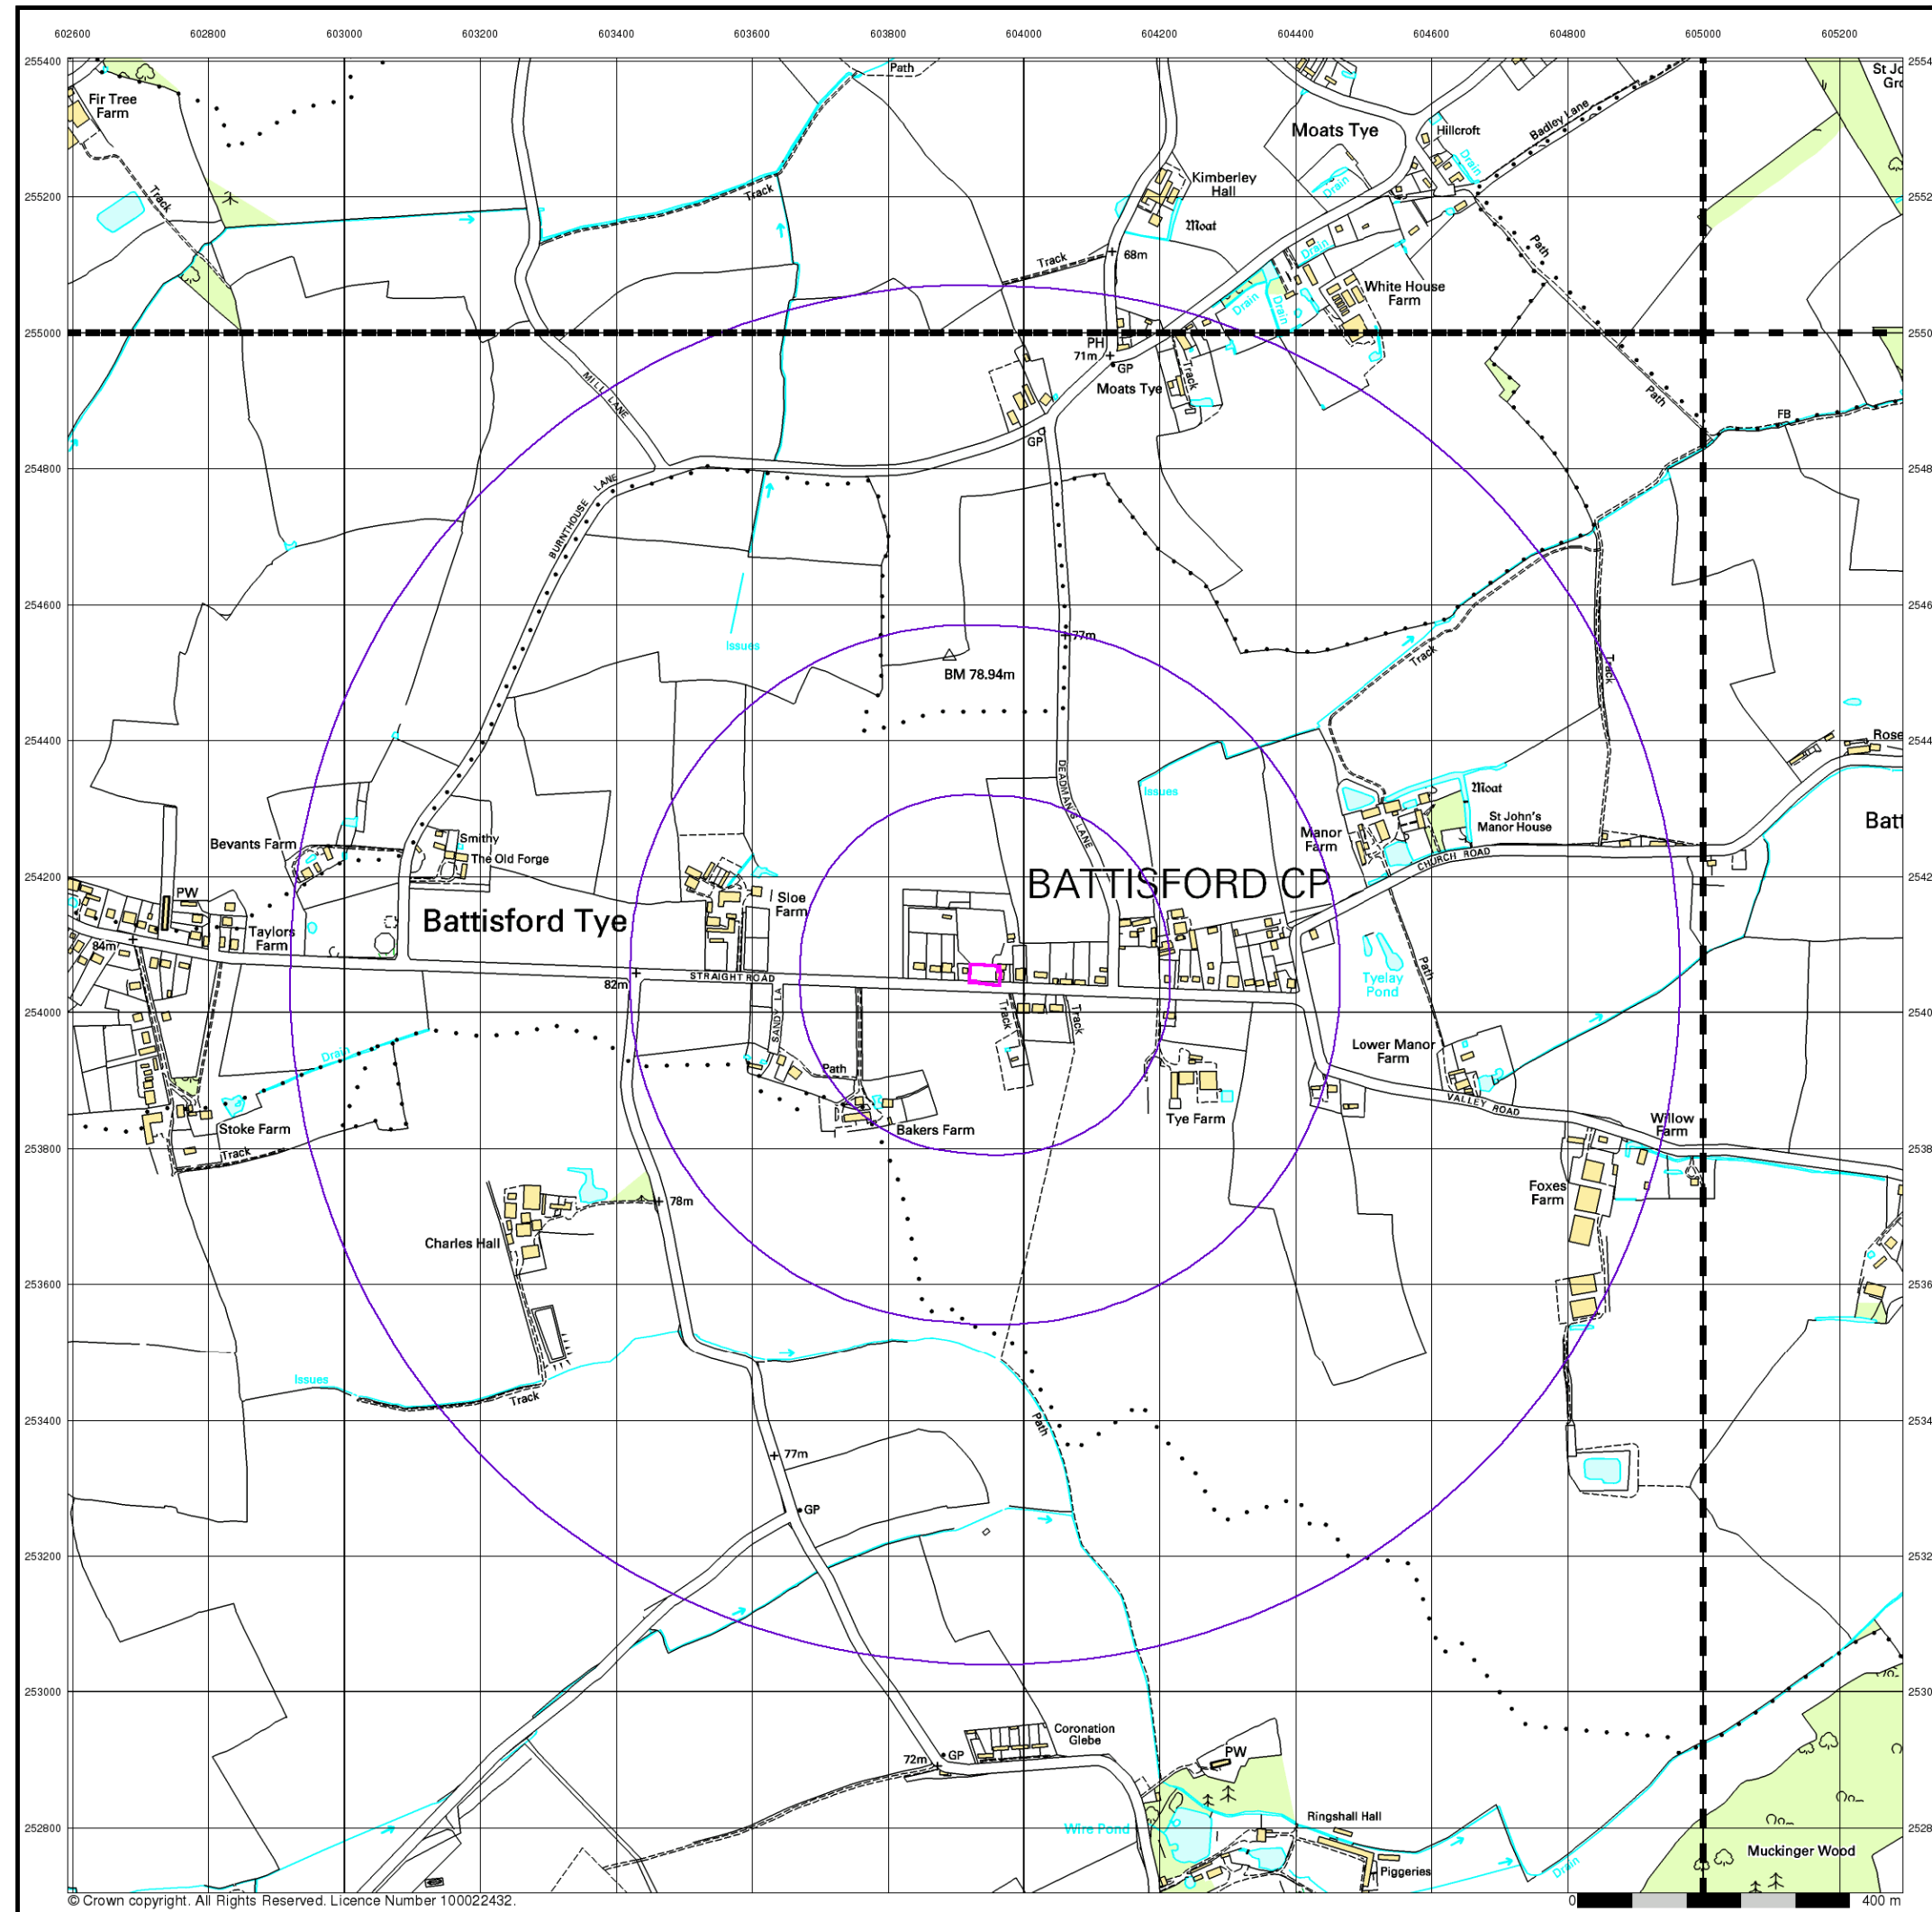 602600 602800 603000 603200 603400 603600 603800 604000 604200 604400 604600 604800 605000 605200
255400
Path
Fir Tree
Farm
Moats Tye
Hillcroft
Badley Lane
Drain
Drain
Track
Track
Kimberley
Hall
255200
Moat
Path
Track
68m
Drain
White House
Farm
Drain
Drain
255000
PH
71m
GP
Moats Tye
Track
MILL LANE
Path
FB
GP
254800
BURNTHOUSE LANE
254600
Issues
77m
BM 78.94m
Track
Track
254400
DEADMAN'S LANE
Issues
Rose
Moat
St John's
Manor House
Manor
Farm
Batt
Bevants Farm
Smithy
The Old Forge
CHURCH ROAD
254200
PW
BATTISFORD CP
Sloe
Farm
Battisford Tye
Taylors
Farm
84m
STRAIGHT ROAD
82m
Path
Tyelay
Pond
254000
SANDY LA
Track
Track
Drain
Lower Manor
Farm
Path
VALLEY ROAD
Stoke Farm
Bakers Farm
Tye Farm
Willow
Farm
Track
253800
78m
Foxes
Farm
Charles Hall
253600
Issues
Track
253400
Path
77m
GP
253200
253000
Coronation
Glebe
72m
GP
PW
Ringshall Hall
252800
Wire Pond
Muckinger Wood
Piggeries
Drain
© Crown copyright. All Rights Reserved. Licence Number 100022432.
0 400 m